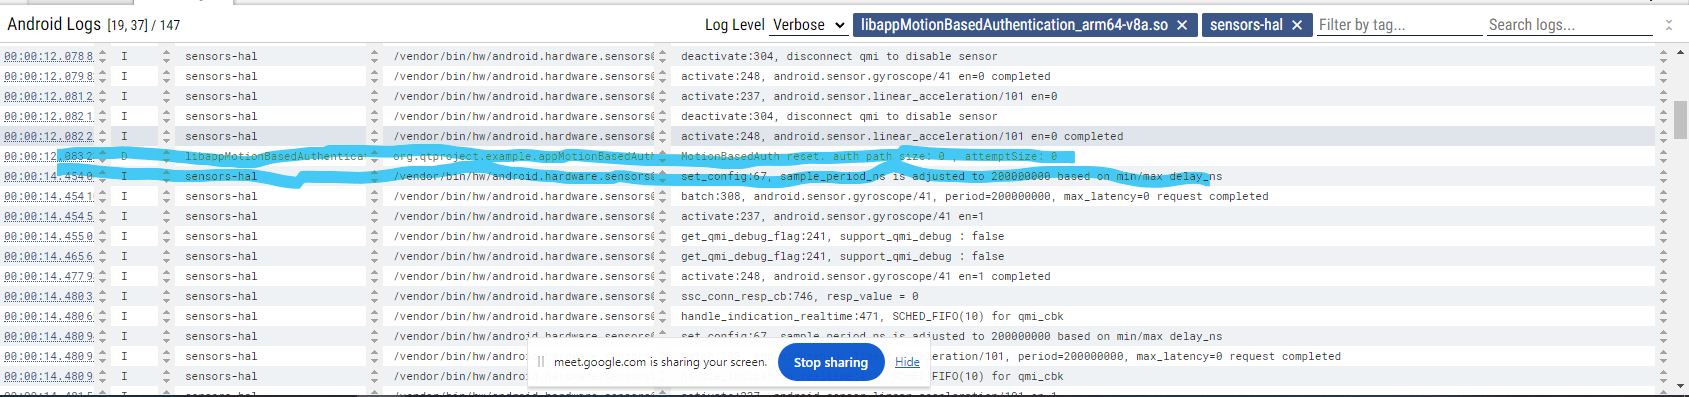 Android Logs [19, 37] / 147 Log Level Verbose libappMotionBasedAuthentication_arm64-v8a.so ✕ sensors-hal ✕ Filter by tag... Search logs...
00:00:12.078 8 I sensors-hal /vendor/bin/hw/android.hardware.sensors@ deactivate:304, disconnect qmi to disable sensor
00:00:12.079 8 I sensors-hal /vendor/bin/hw/android.hardware.sensors@ activate:248, android.sensor.gyroscope/41 en=0 completed
00:00:12.081 2 I sensors-hal /vendor/bin/hw/android.hardware.sensors@ activate:237, android.sensor.linear_acceleration/101 en=0
00:00:12.082 1 I sensors-hal /vendor/bin/hw/android.hardware.sensors@ deactivate:304, disconnect qmi to disable sensor
00:00:12.082 2 I sensors-hal /vendor/bin/hw/android.hardware.sensors@ activate:248, android.sensor.linear_acceleration/101 en=0 completed
00:00:12.083 2 D libappMotionBasedAuthenticat org.qtproject.example.appMotionBasedAuth MotionBasedAuth reset. auth path size: 0 , attemptSize: 0
00:00:14.454 0 I sensors-hal /vendor/bin/hw/android.hardware.sensors@ set_config:67, sample_period_ns is adjusted to 200000000 based on min/max delay_ns
00:00:14.454 1 I sensors-hal /vendor/bin/hw/android.hardware.sensors@ batch:308, android.sensor.gyroscope/41, period=200000000, max_latency=0 request completed
00:00:14.454 5 I sensors-hal /vendor/bin/hw/android.hardware.sensors@ activate:237, android.sensor.gyroscope/41 en=1
00:00:14.455 0 I sensors-hal /vendor/bin/hw/android.hardware.sensors@ get_qmi_debug_flag:241, support_qmi_debug : false
00:00:14.465 6 I sensors-hal /vendor/bin/hw/android.hardware.sensors@ get_qmi_debug_flag:241, support_qmi_debug : false
00:00:14.477 9 I sensors-hal /vendor/bin/hw/android.hardware.sensors@ activate:248, android.sensor.gyroscope/41 en=1 completed
00:00:14.480 3 I sensors-hal /vendor/bin/hw/android.hardware.sensors@ ssc_conn_resp_cb:746, resp_value = 0
00:00:14.480 6 I sensors-hal /vendor/bin/hw/android.hardware.sensors@ handle_indication_realtime:471, SCHED_FIFO(10) for qmi_cbk
00:00:14.480 9 I sensors-hal /vendor/bin/hw/android.hardware.sensors@ set_config:67, sample_period_ns is adjusted to 200000000 based on min/max delay_ns
00:00:14.480 9 I sensors-hal /vendor/bin/hw/andro eration/101, period=200000000, max_latency=0 request completed
meet.google.com is sharing your screen. Stop sharing Hide
00:00:14.480 9 I sensors-hal /vendor/bin/hw/andro e:471, SCHED_FIFO(10) for qmi_cbk